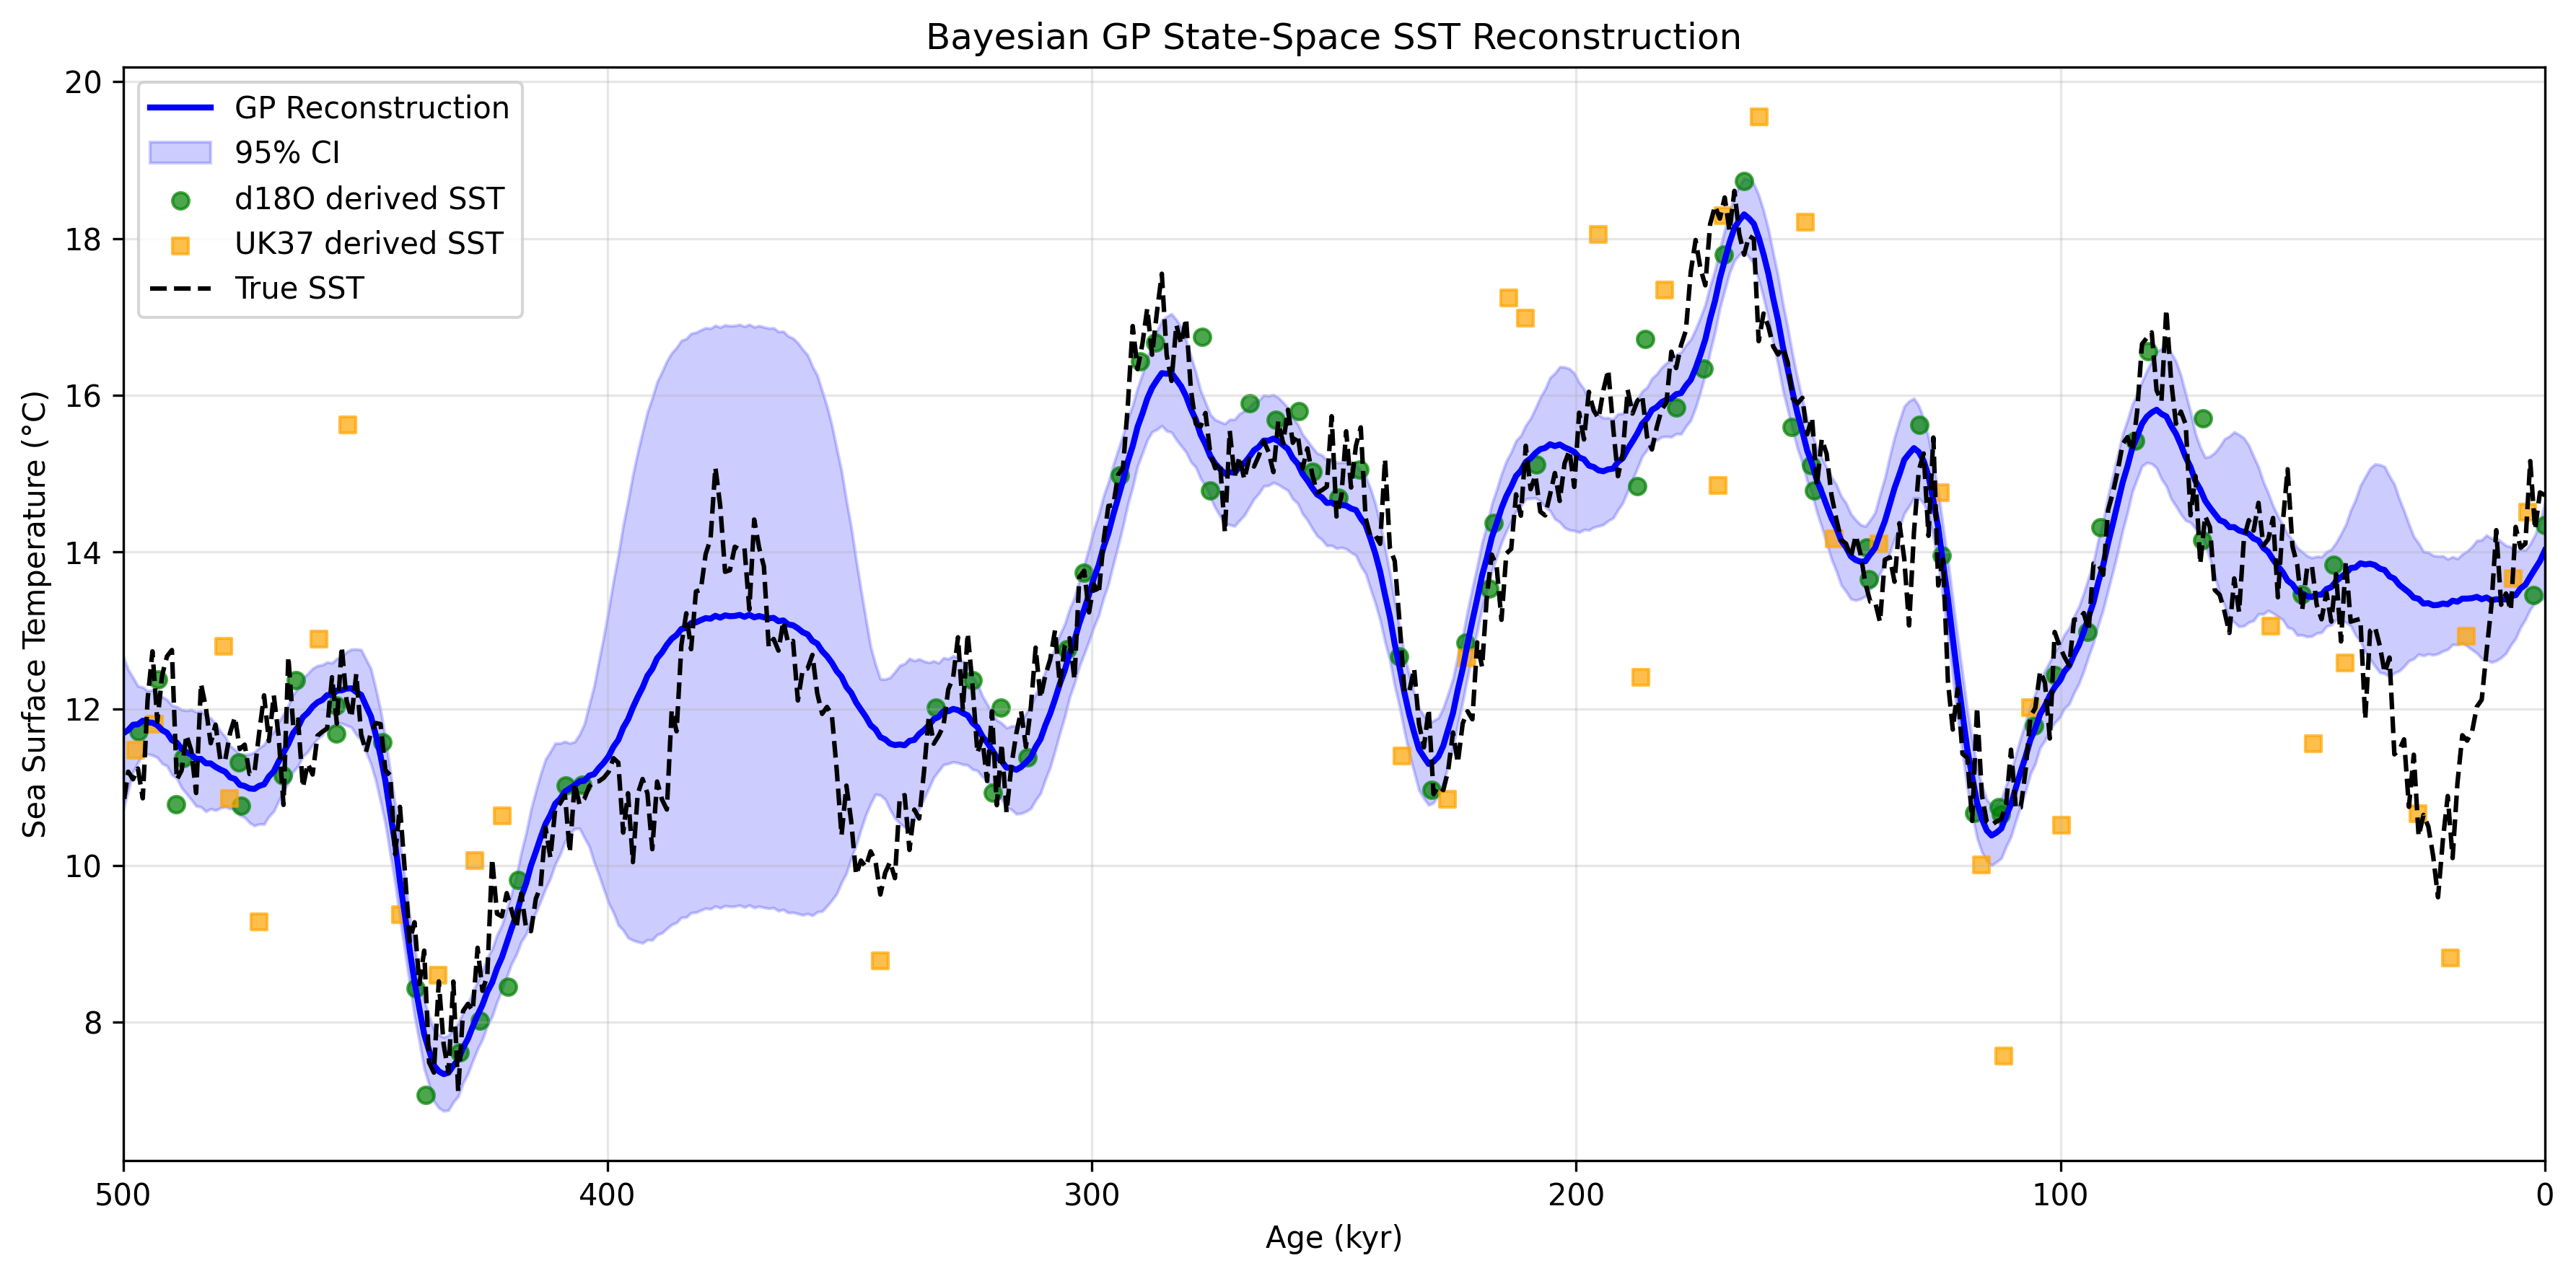 Bayesian GP State-Space SST Reconstruction
GP Reconstruction
95% CI
d18O derived SST
UK37 derived SST
True SST
Sea Surface Temperature (°C)
20
18
16
14
12
10
8
500
400
300
200
100
0
Age (kyr)